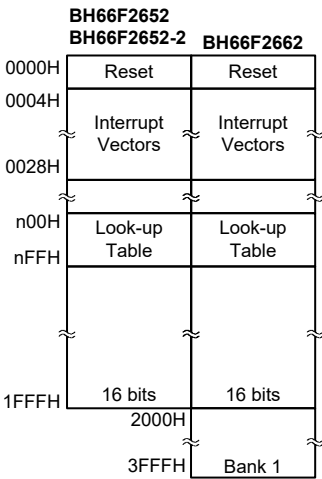 BH66F2652
BH66F2652-2 BH66F2662
0000H Reset Reset
0004H
Interrupt Vectors Interrupt Vectors
0028H
n00H
Look-up Table Look-up Table
nFFH
1FFFH 16 bits 16 bits
2000H
3FFFH Bank 1